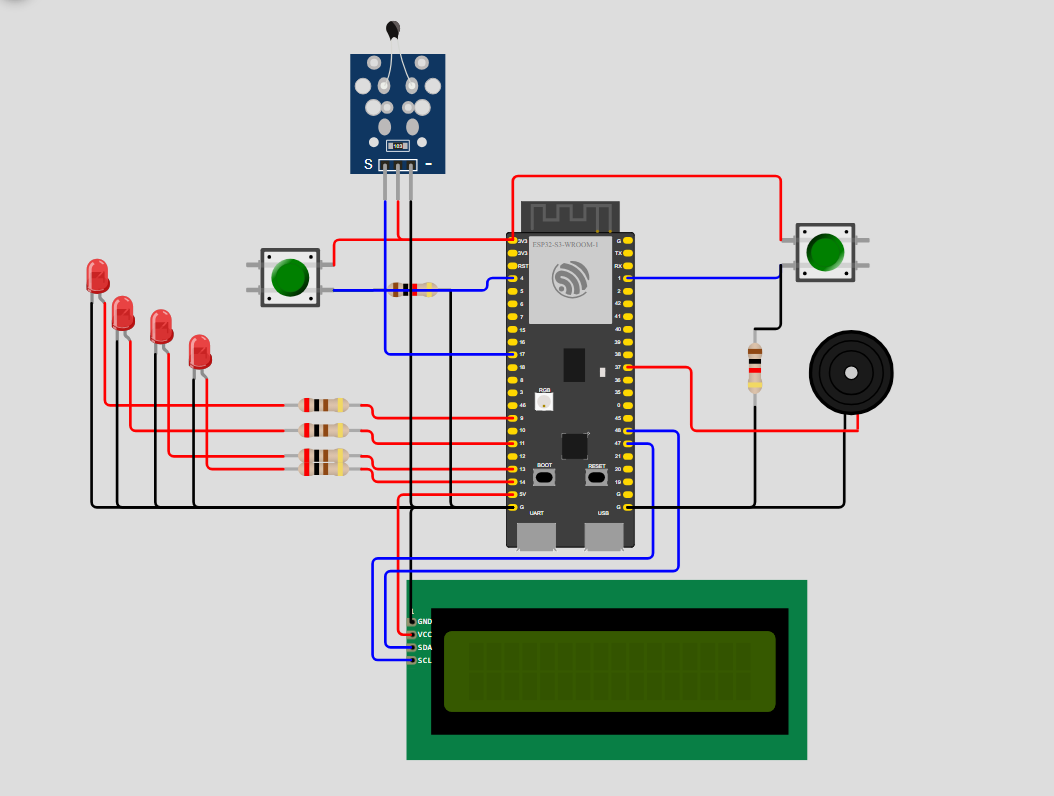 103
S -
ESP32-S3-WROOM-1
3V3 G
3V3 TX
RST RX
4 1
5 2
6 42
7 41
15 40
16 39
17 38
18 37
8 36
3 35
46 0
9 45
10 48
11 47
12 21
13 20
14 19
5V G
G G
RGB
BOOT RESET
UART USB
1
GND
VCC
SDA
SCL